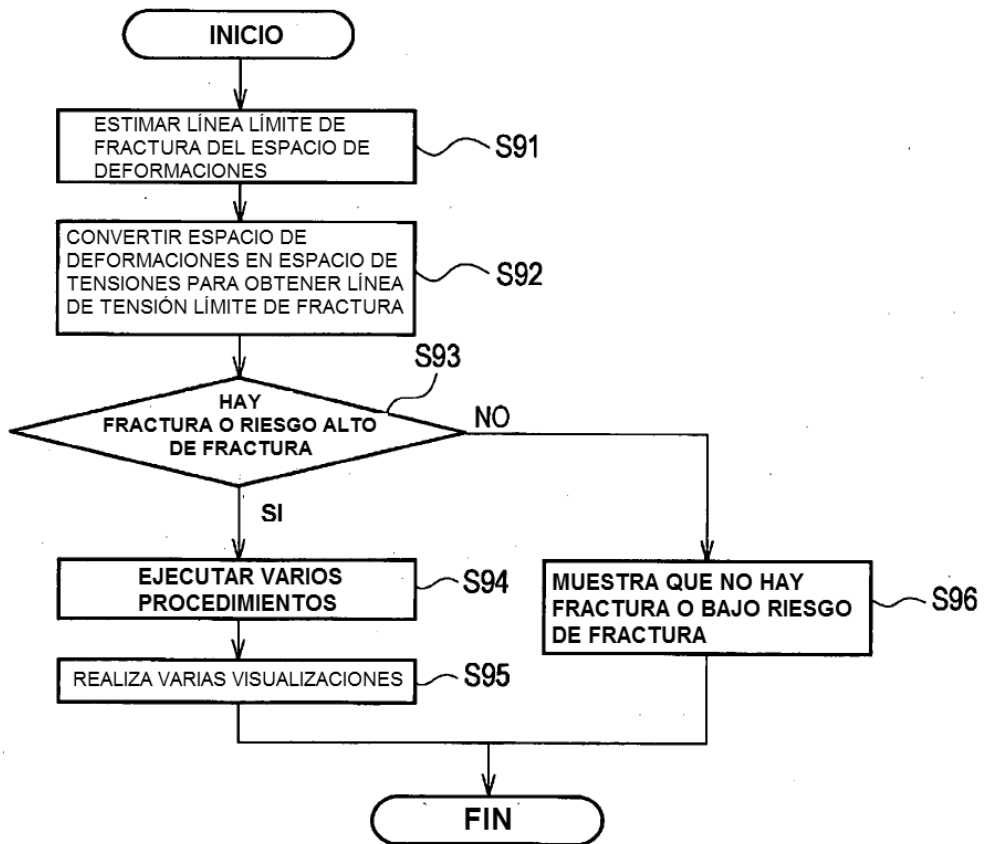 INICIO
ESTIMAR LÍNEA LÍMITE DE
FRACTURA DEL ESPACIO DE
DEFORMACIONES
S91
CONVERTIR ESPACIO DE
DEFORMACIONES EN ESPACIO DE
TENSIONES PARA OBTENER LÍNEA
DE TENSIÓN LÍMITE DE FRACTURA
S92
S93
HAY
FRACTURA O RIESGO ALTO
DE FRACTURA
NO
SI
EJECUTAR VARIOS
PROCEDIMIENTOS
S94
MUESTRA QUE NO HAY
FRACTURA O BAJO RIESGO
DE FRACTURA
S96
REALIZA VARIAS VISUALIZACIONES
S95
FIN